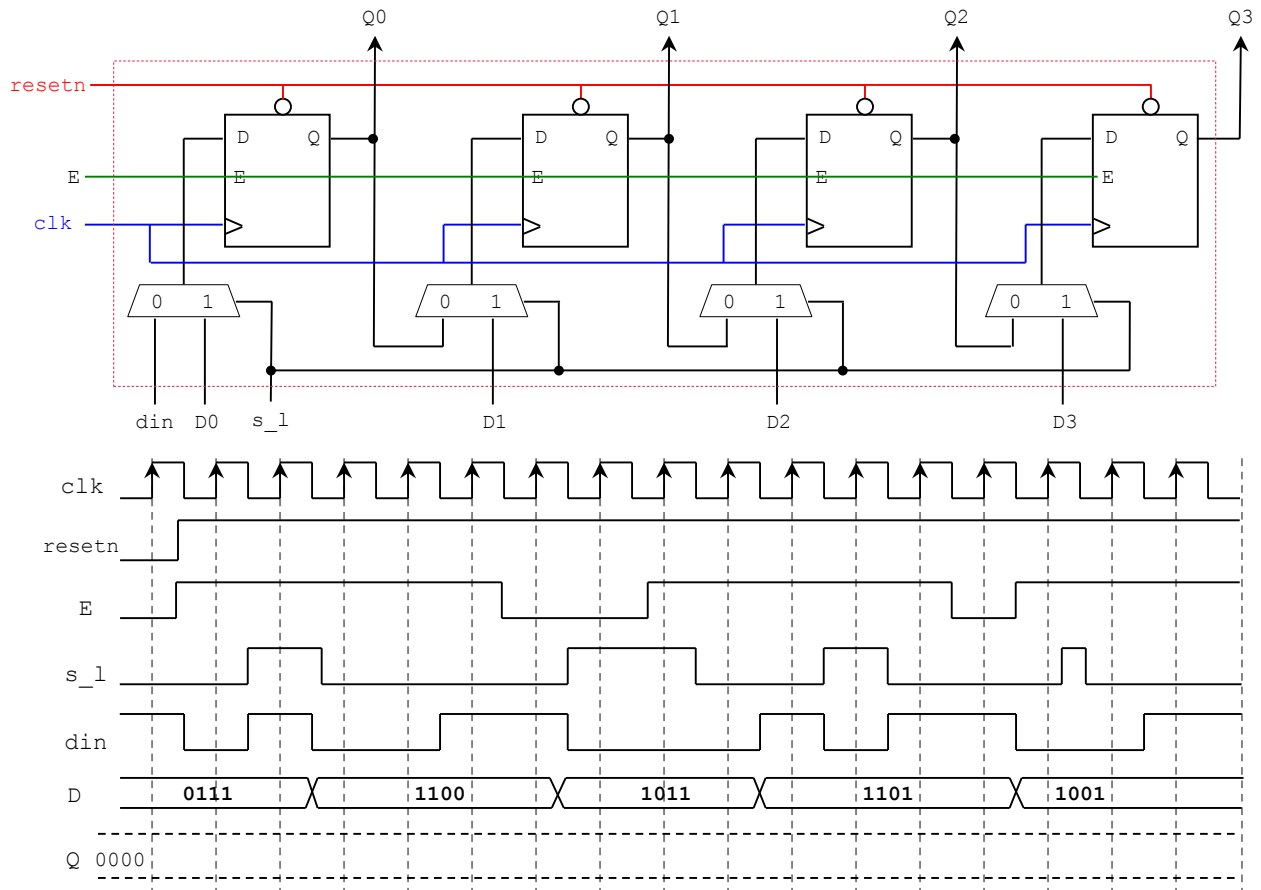 Q0 Q1 Q2 Q3
resetn
D Q D Q D Q D Q
E E E E E
clk
0 1 0 1 0 1 0 1
din D0 s_l D1 D2 D3
clk
resetn
E
s_l
din
D 0111 1100 1011 1101 1001
Q 0000